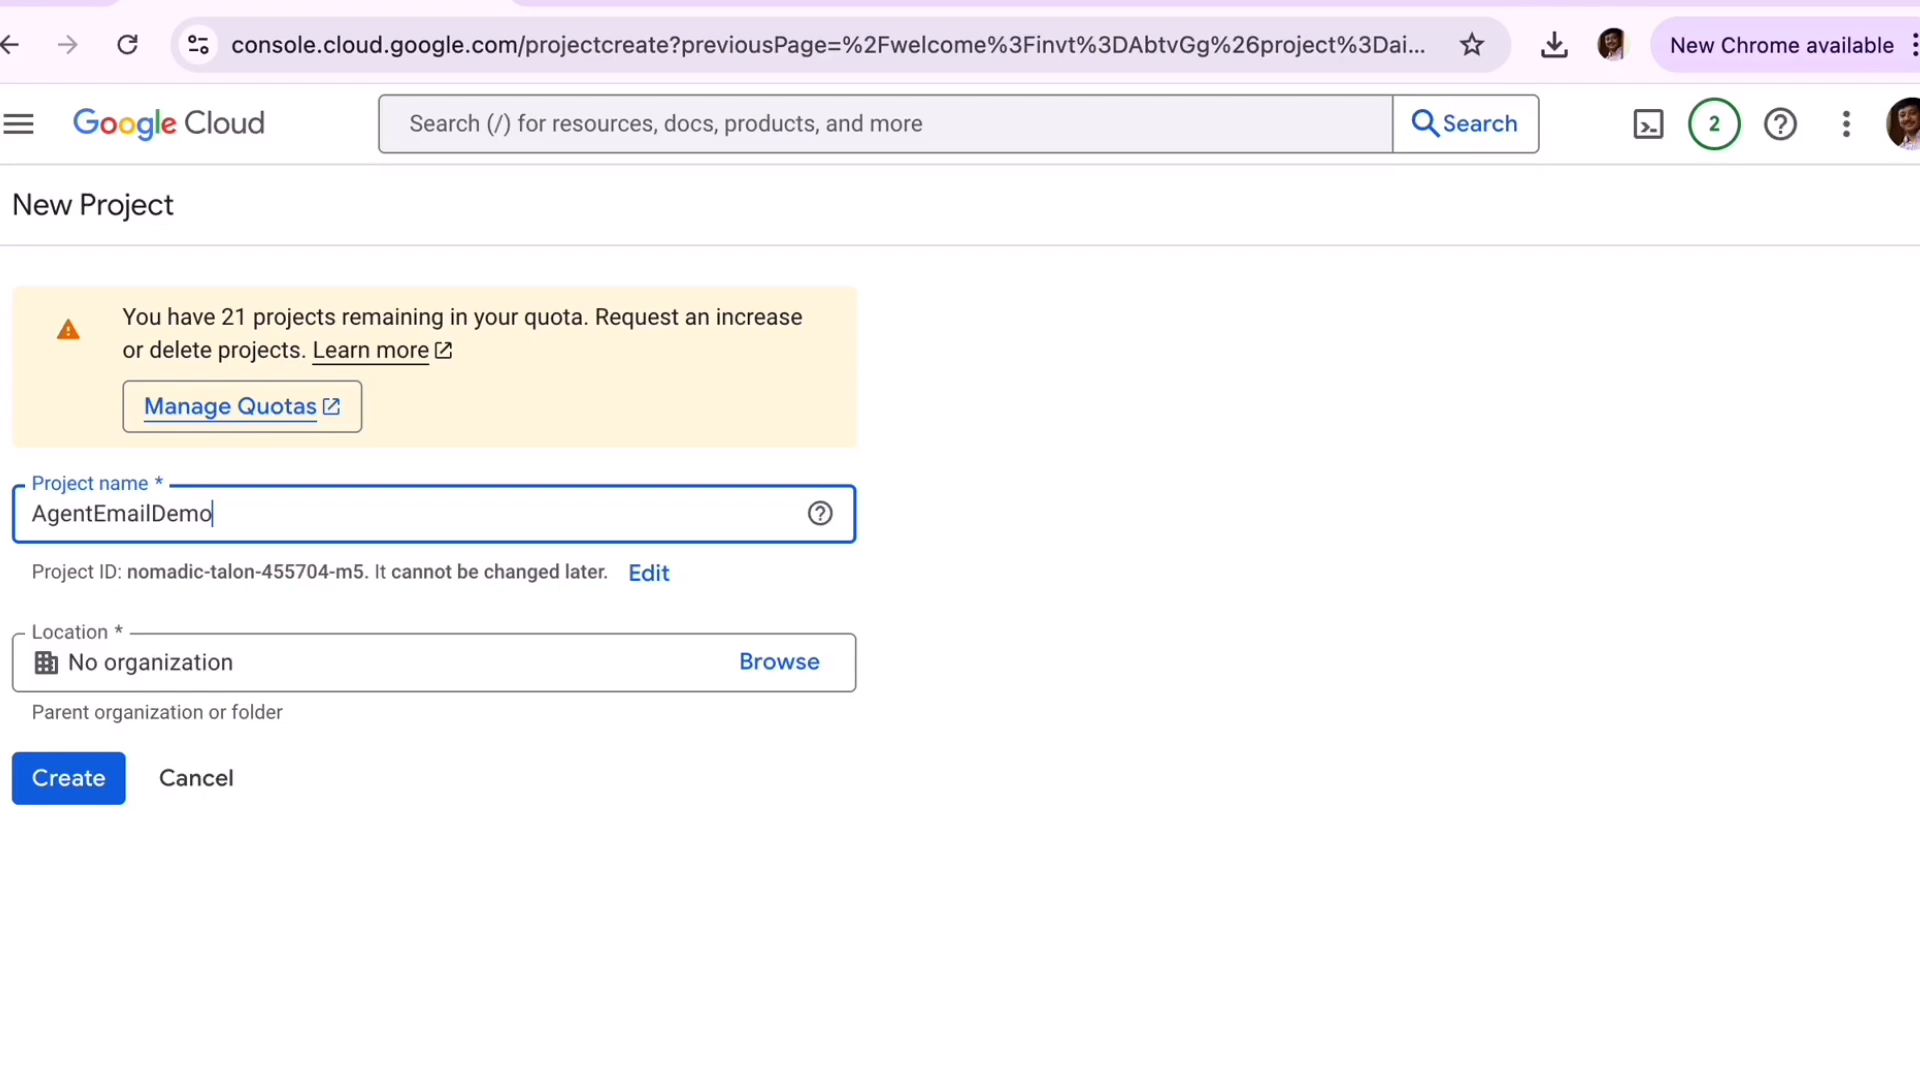 console.cloud.google.com/projectcreate?previousPage=%2Fwelcome%3Finvt%3DAbtvGg%26project%3Dai...
New Chrome available
Google Cloud
Search (/) for resources, docs, products, and more
Search
2
New Project
You have 21 projects remaining in your quota. Request an increase
or delete projects. Learn more
Manage Quotas
Project name *
AgentEmailDemo
Project ID: nomadic-talon-455704-m5. It cannot be changed later. Edit
Location *
No organization
Browse
Parent organization or folder
Create
Cancel